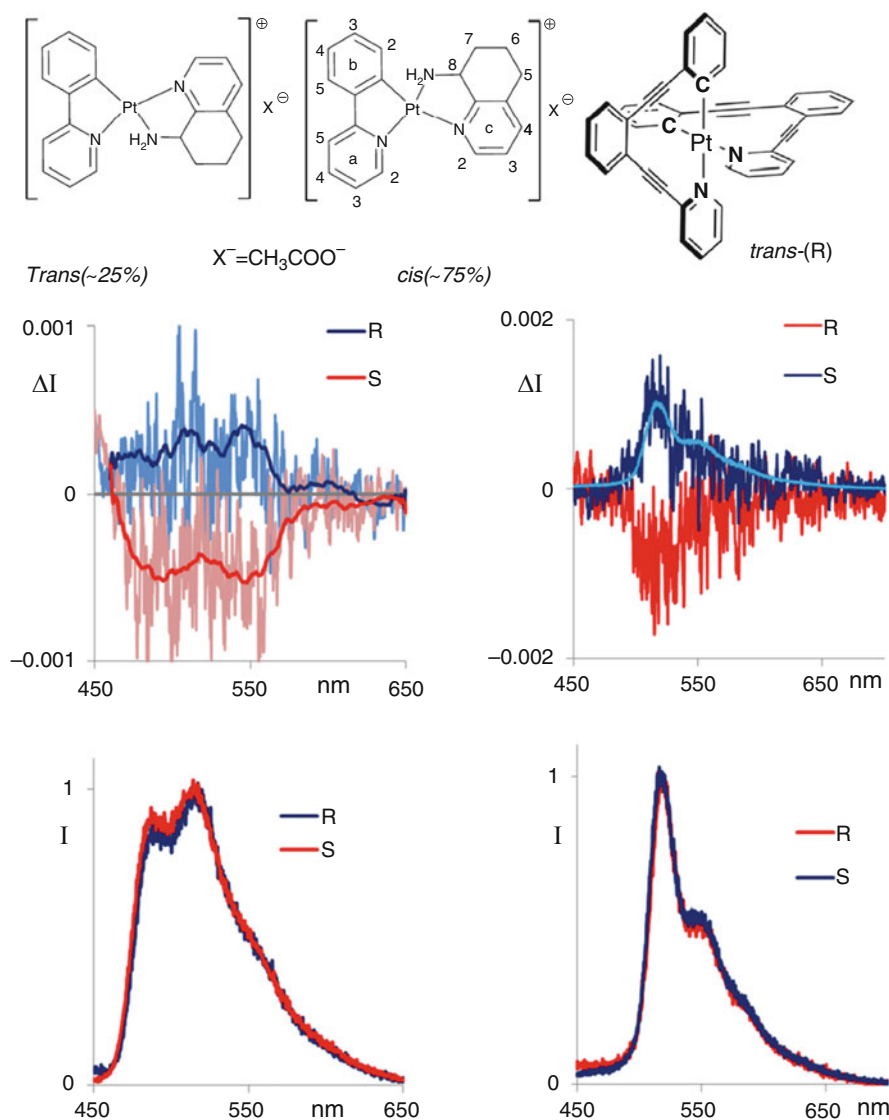 ⊕ ⊕
3 4 5 b 2 H₂N 8 7 6 5
N Pt N N H₂ X⊖ 5 a 4 3 2 N Pt N c 4 3 2 X⊖ C C Pt N N
Trans(~25%) X⁻=CH₃COO⁻ cis(~75%) trans-(R)
0.001 R 0.002 R
ΔI S ΔI S
0 0
−0.001 −0.002
450 550 nm 650 450 550 650 nm
1 R 1 R
I S I S
0 0
450 550 nm 650 450 550 nm 650